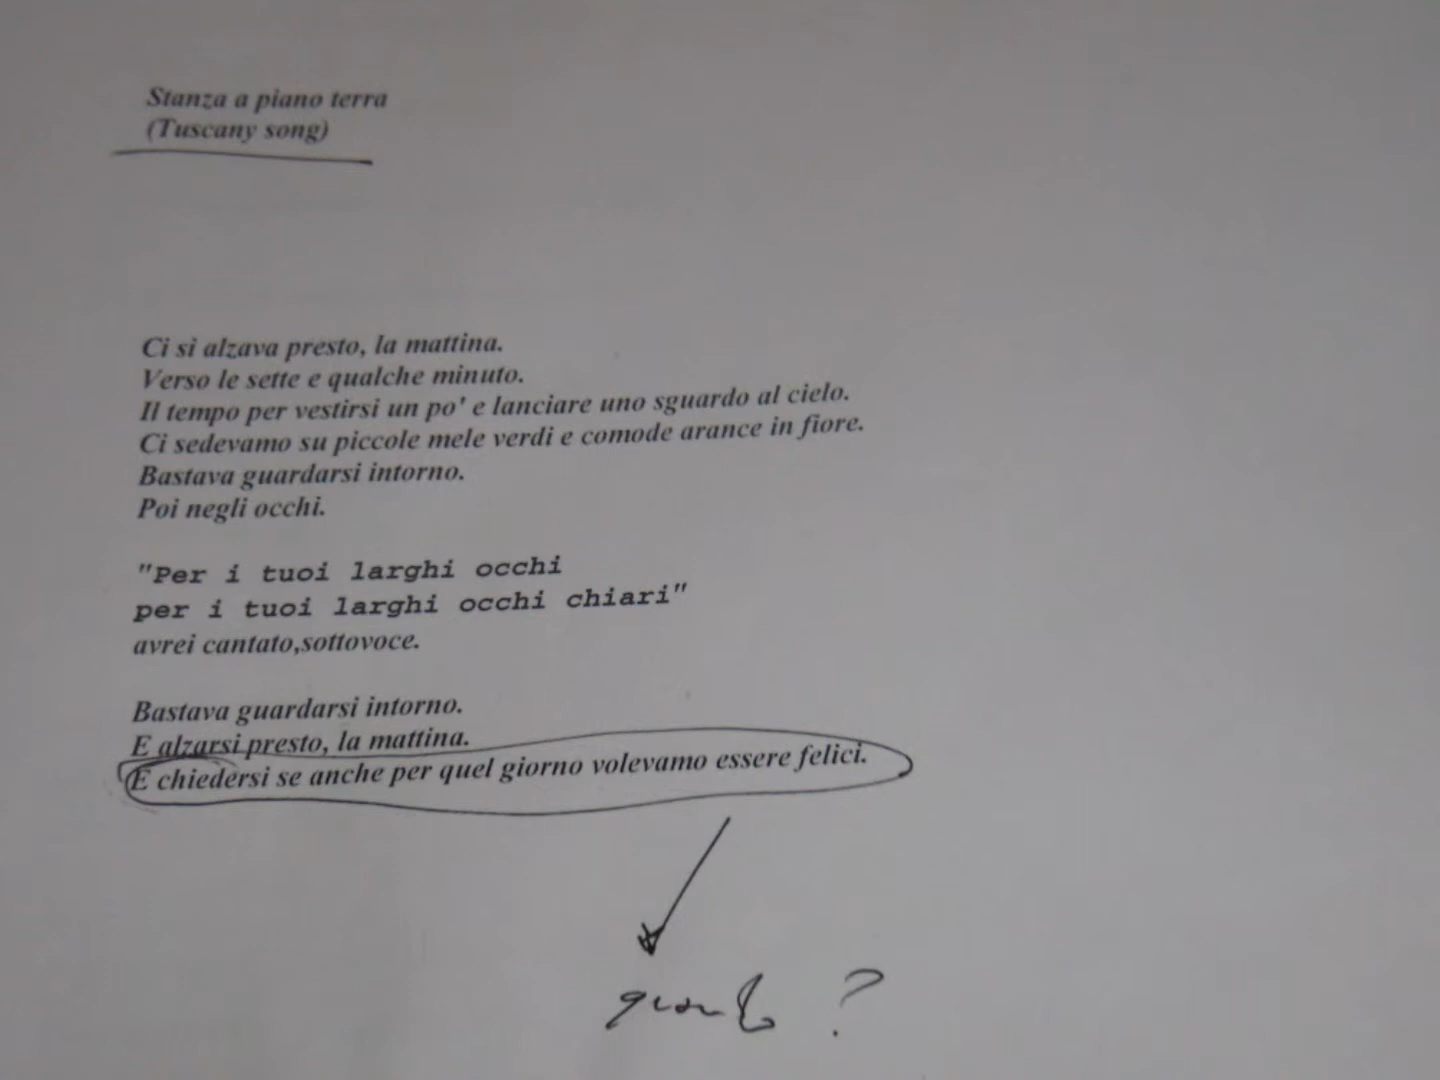 Stanza a piano terra
(Tuscany song)
Ci si alzava presto, la mattina.
Verso le sette e qualche minuto.
Il tempo per vestirsi un po' e lanciare uno sguardo al cielo.
Ci sedevamo su piccole mele verdi e comode arance in fiore.
Bastava guardarsi intorno.
Poi negli occhi.
"Per i tuoi larghi occhi
per i tuoi larghi occhi chiari"
avrei cantato,sottovoce.
Bastava guardarsi intorno.
E alzarsi presto, la mattina.
E chiedersi se anche per quel giorno volevamo essere felici.
?